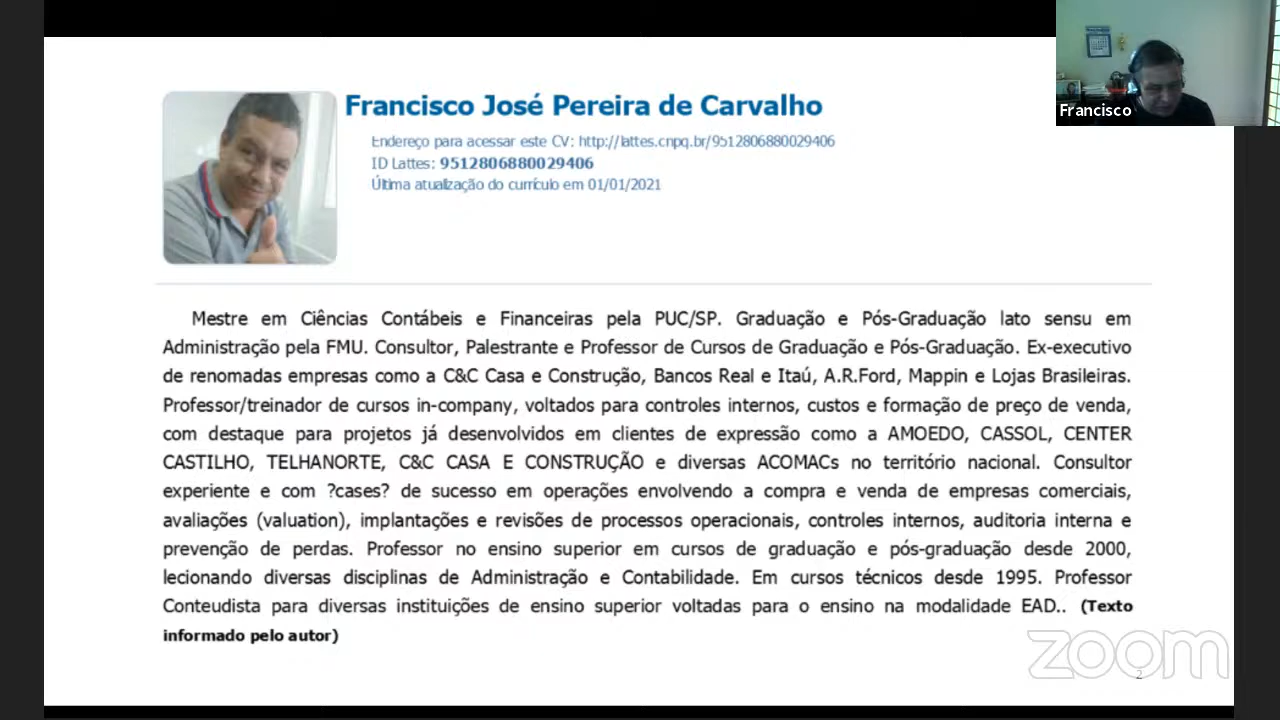 Francisco José Pereira de Carvalho
Endereço para acessar este CV: http://lattes.cnpq.br/9512806880029406
ID Lattes: 9512806880029406
Última atualização do currículo em 01/01/2021
Francisco
Mestre em Ciências Contábeis e Financeiras pela PUC/SP. Graduação e Pós-Graduação lato sensu em
Administração pela FMU. Consultor, Palestrante e Professor de Cursos de Graduação e Pós-Graduação. Ex-executivo
de renomadas empresas como a C&C Casa e Construção, Bancos Real e Itaú, A.R.Ford, Mappin e Lojas Brasileiras.
Professor/treinador de cursos in-company, voltados para controles internos, custos e formação de preço de venda,
com destaque para projetos já desenvolvidos em clientes de expressão como a AMOEDO, CASSOL, CENTER
CASTILHO, TELHANORTE, C&C CASA E CONSTRUÇÃO e diversas ACOMACs no território nacional. Consultor
experiente e com ?cases? de sucesso em operações envolvendo a compra e venda de empresas comerciais,
avaliações (valuation), implantações e revisões de processos operacionais, controles internos, auditoria interna e
prevenção de perdas. Professor no ensino superior em cursos de graduação e pós-graduação desde 2000,
lecionando diversas disciplinas de Administração e Contabilidade. Em cursos técnicos desde 1995. Professor
Conteudista para diversas instituições de ensino superior voltadas para o ensino na modalidade EAD.. (Texto
informado pelo autor)
zoom
2